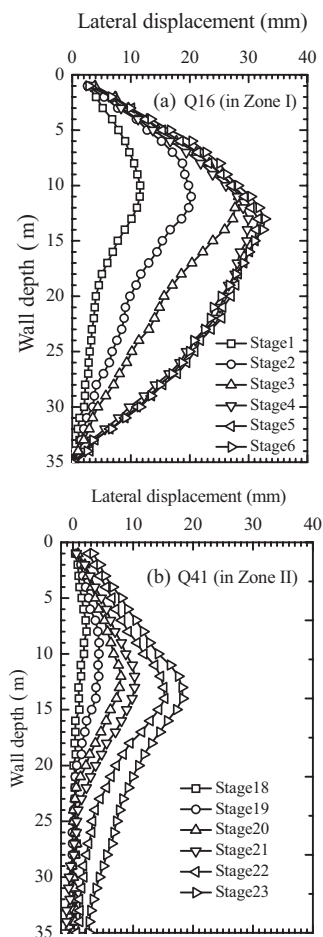 Lateral displacement (mm)
0 10 20 30 40
(a) Q16 (in Zone I)
Wall depth ( m)
0
5
10
15
20
25
30
35
Stage1
Stage2
Stage3
Stage4
Stage5
Stage6
Lateral displacement (mm)
0 10 20 30 40
(b) Q41 (in Zone II)
Wall depth ( m)
0
5
10
15
20
25
30
35
Stage18
Stage19
Stage20
Stage21
Stage22
Stage23